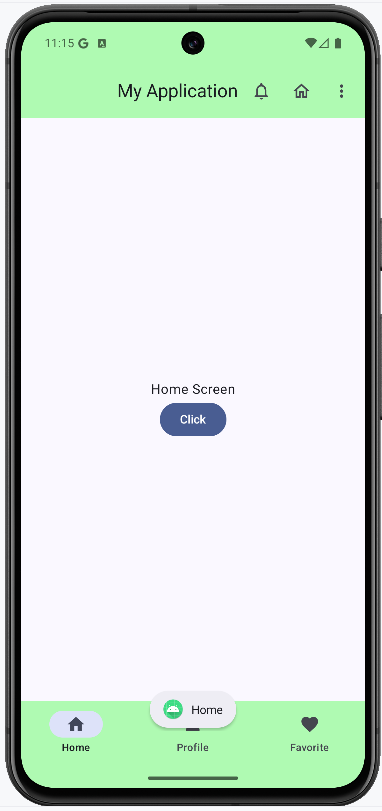 11:15 G A
My Application
Home Screen
Click
Home
Home
Profile
Favorite